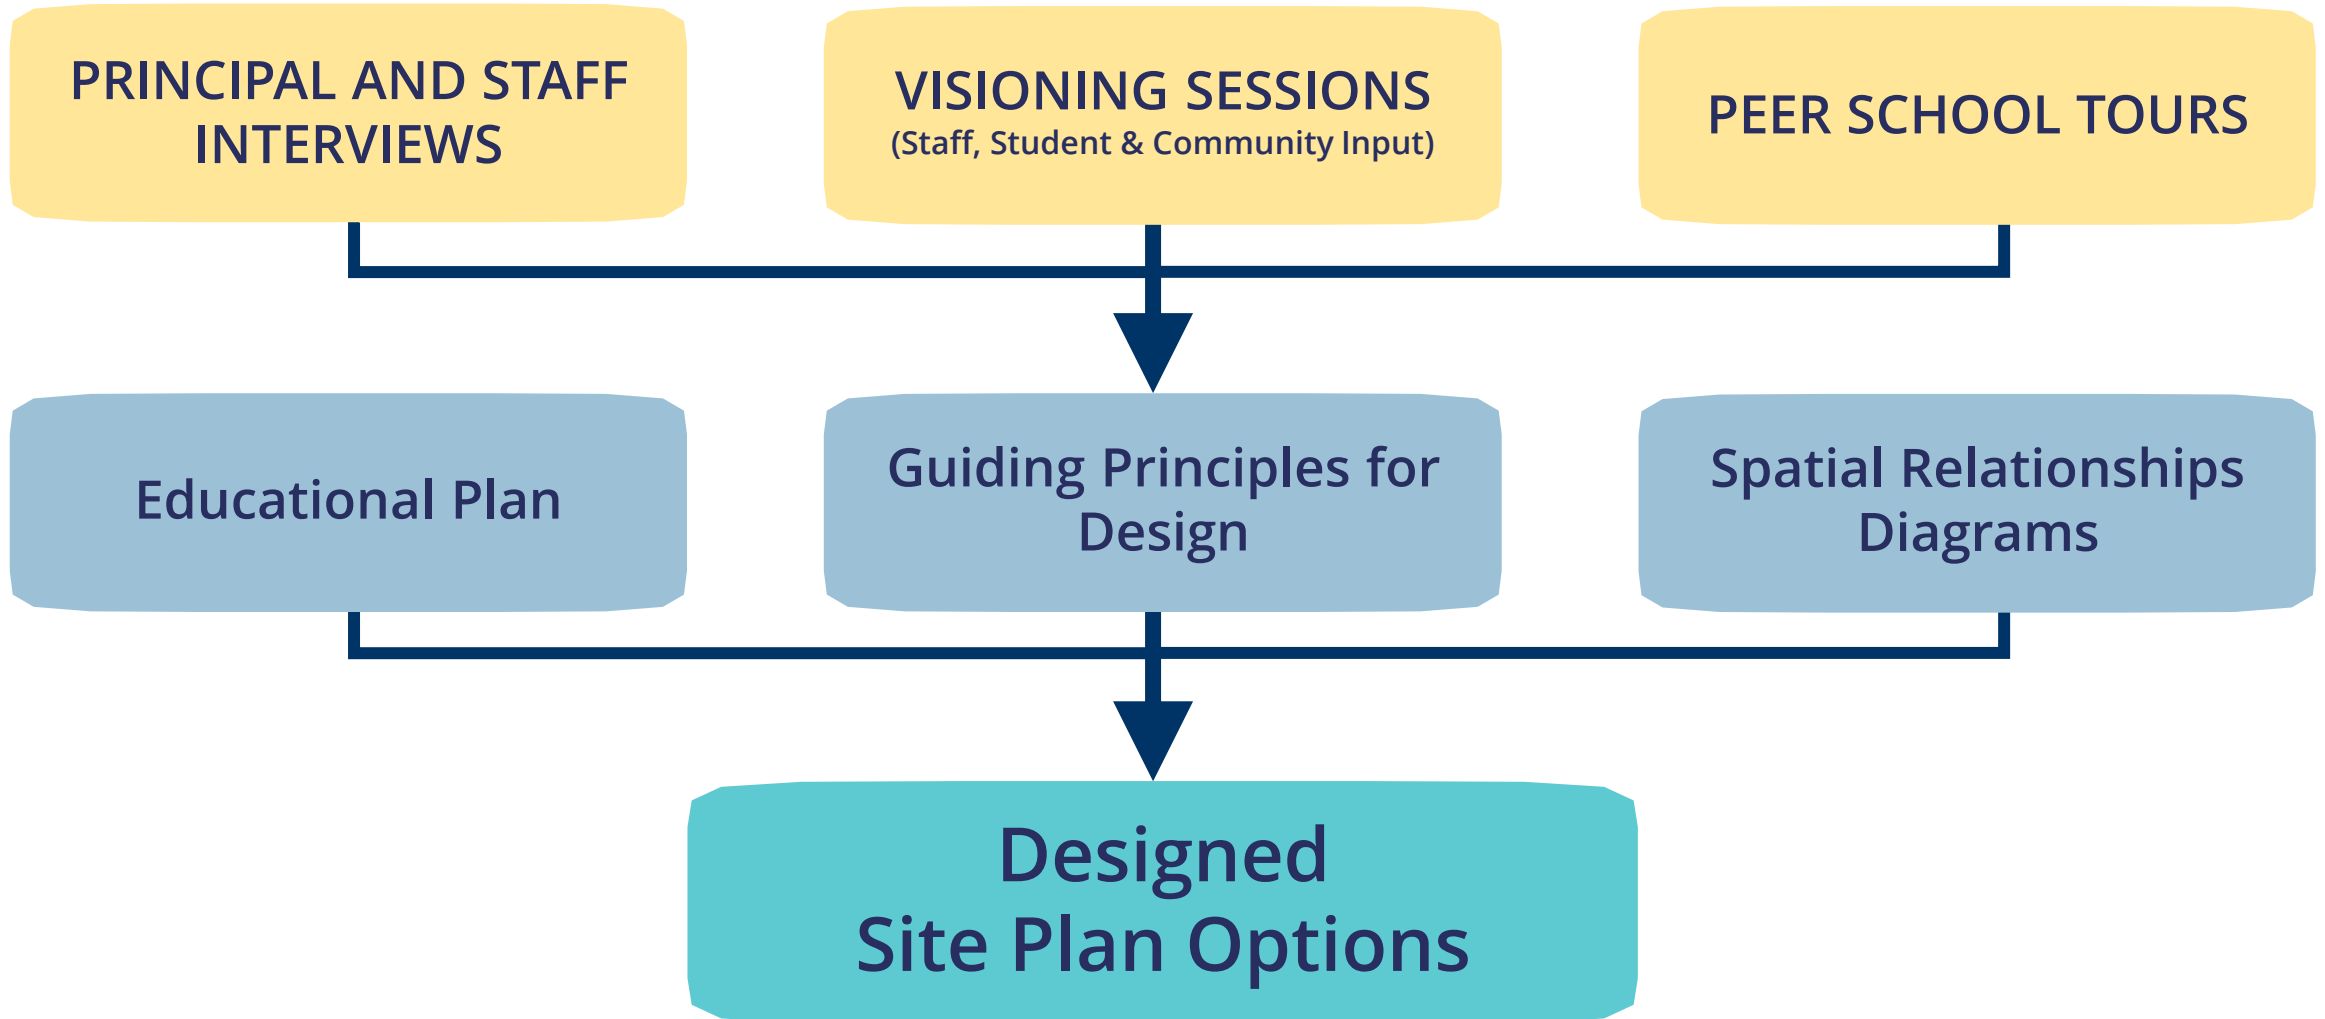 PRINCIPAL AND STAFF
INTERVIEWS
VISIONING SESSIONS
(Staff, Student & Community Input)
PEER SCHOOL TOURS
Educational Plan
Guiding Principles for
Design
Spatial Relationships
Diagrams
Designed
Site Plan Options